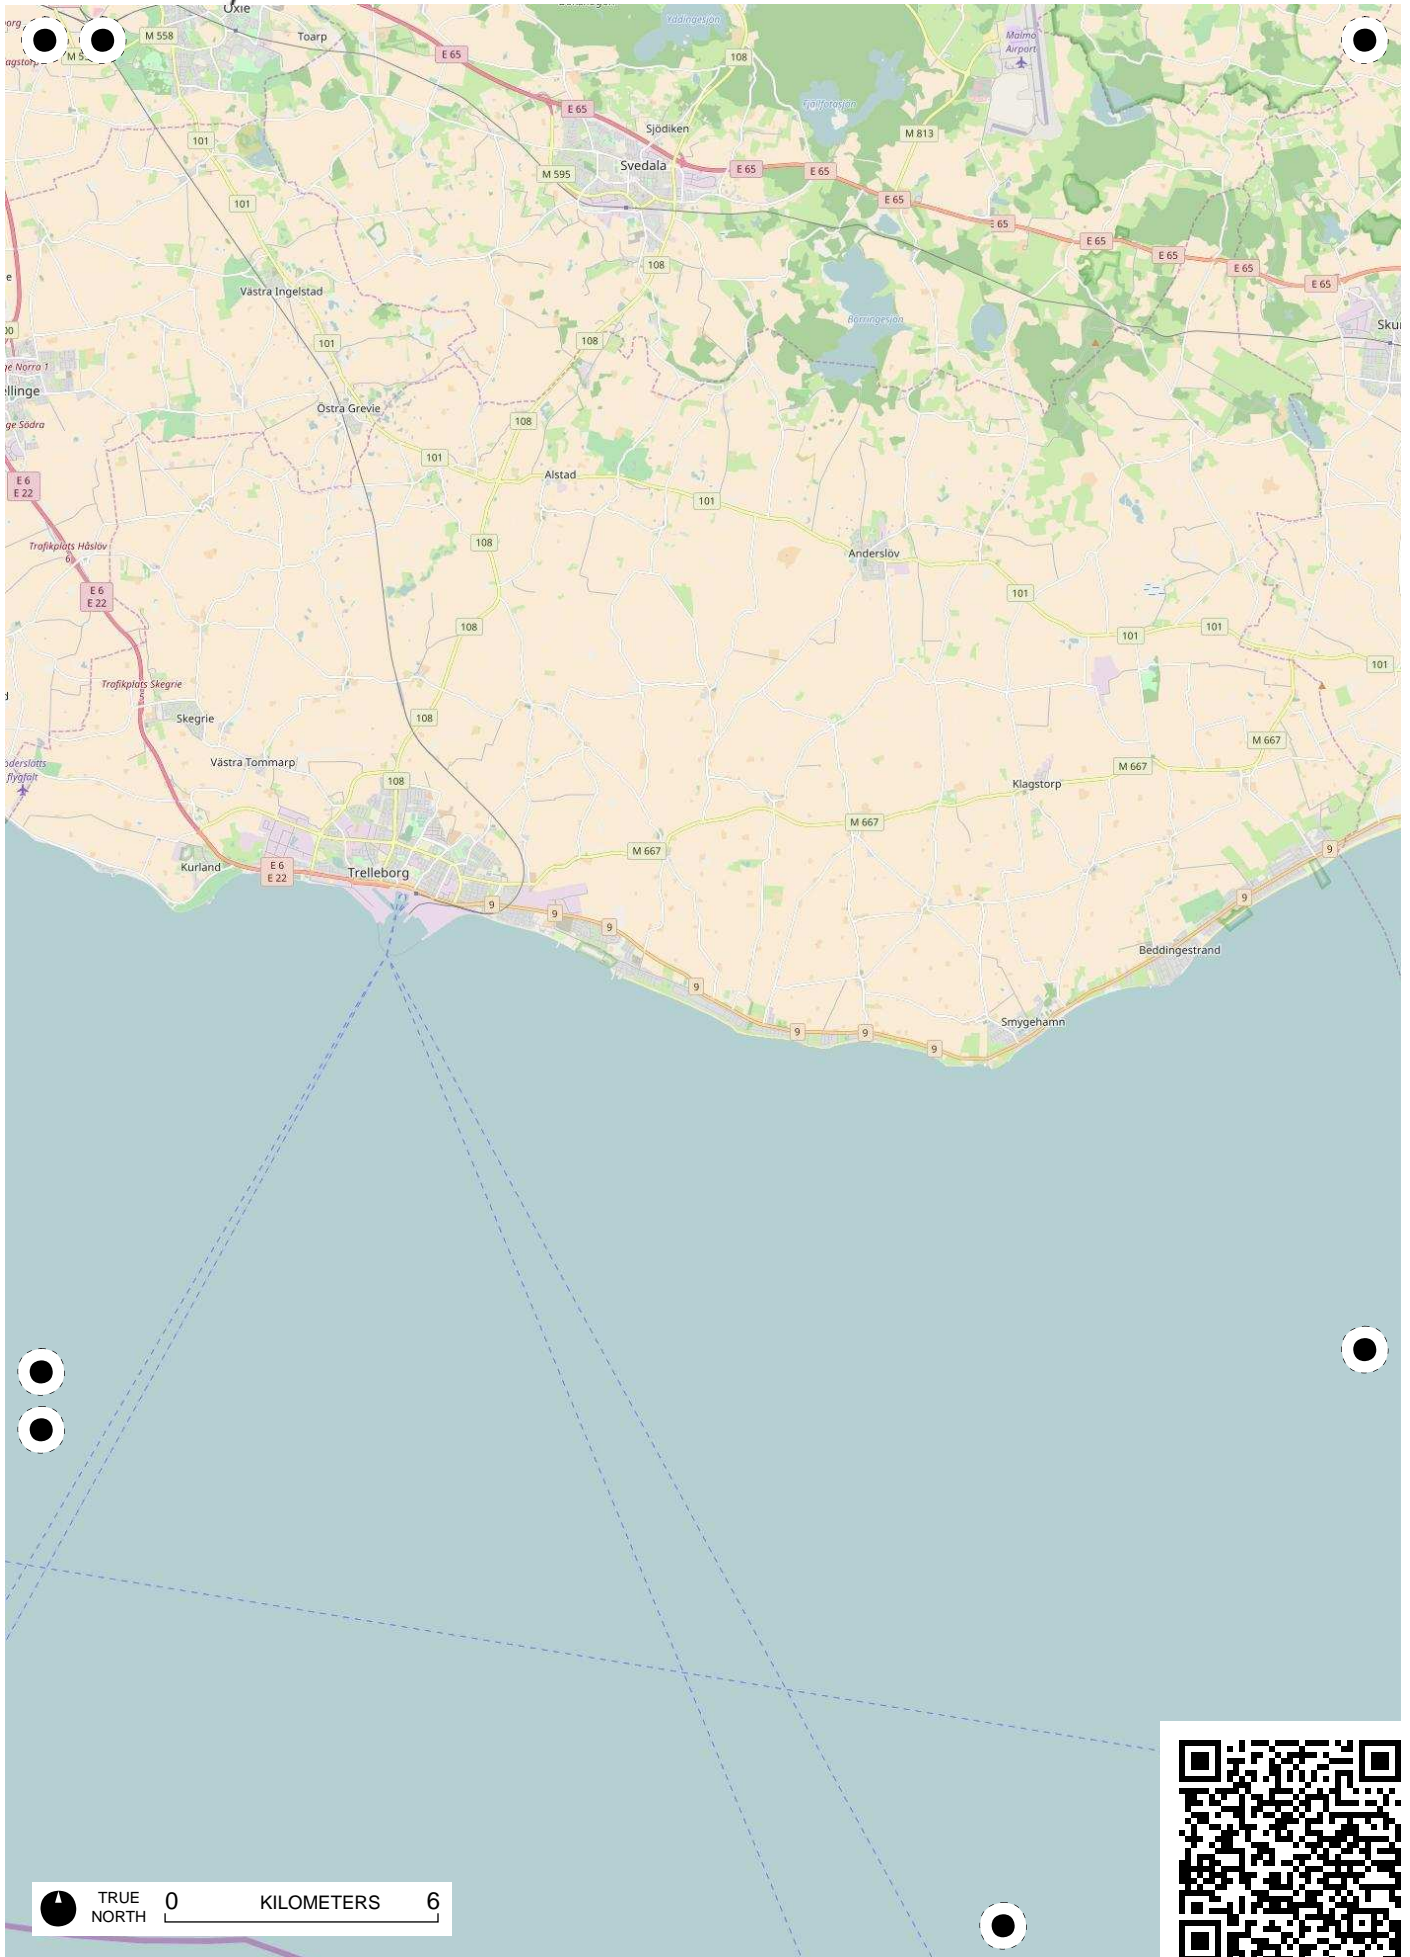 Oxie
Toarp
M 558
E 65
108
Yddingesjön
Malmö
Airport
E 65
Fjällfotasjön
Sjödiken
M 813
101
Svedala
E 65
E 65
M 595
E 65
101
E 65
E 65
E 65
E 65
E 65
108
Västra Ingelstad
Börringesjön
101
108
Östra Grevie
108
101
Alstad
E 6
E 22
101
Trafikplats Håslöv
6
108
Anderslöv
E 6
E 22
101
108
101
101
101
Trafikplats Skegrie
Skegrie
108
M 667
Västra Tommarp
M 667
108
Klagstorp
M 667
M 667
9
Kurland
E 6
E 22
Trelleborg
9
9
9
9
Beddingestrand
9
Smygehamn
9
9
9
TRUE
NORTH
0 KILOMETERS 6